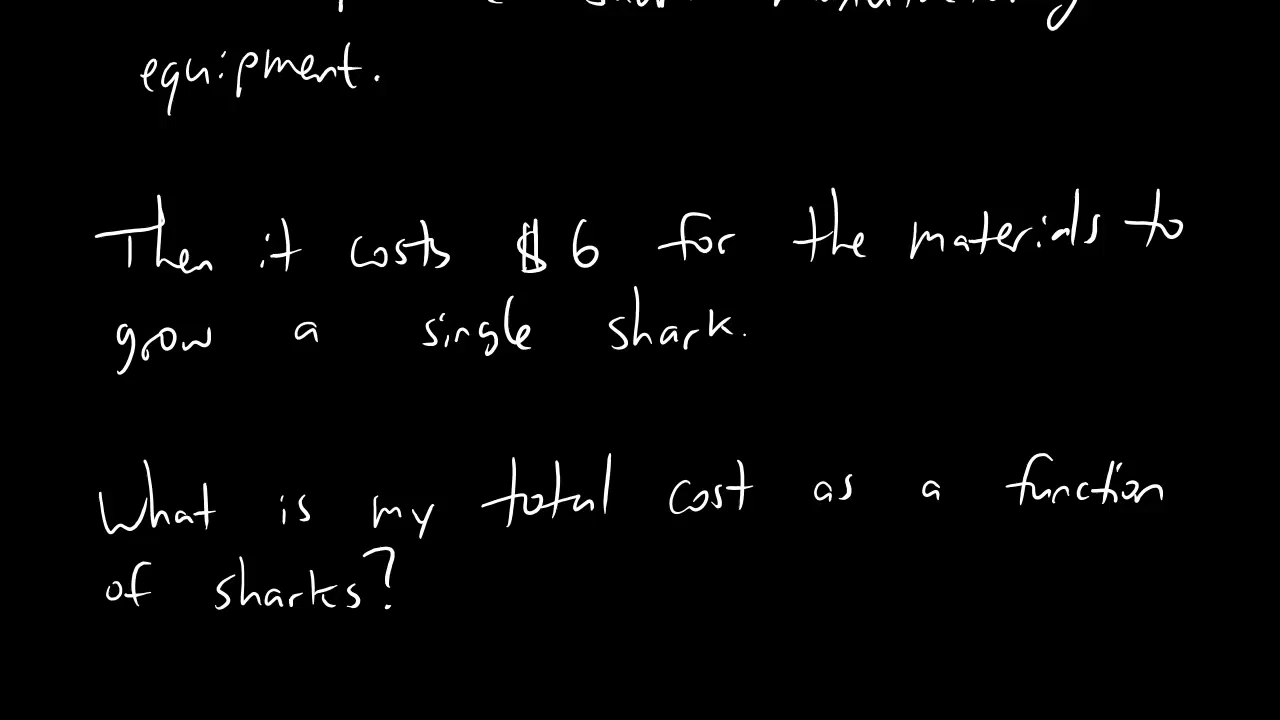 equipment.
Then it costs $6 for the materials to
grow a single shark.
What is my total cost as a function
of sharks?